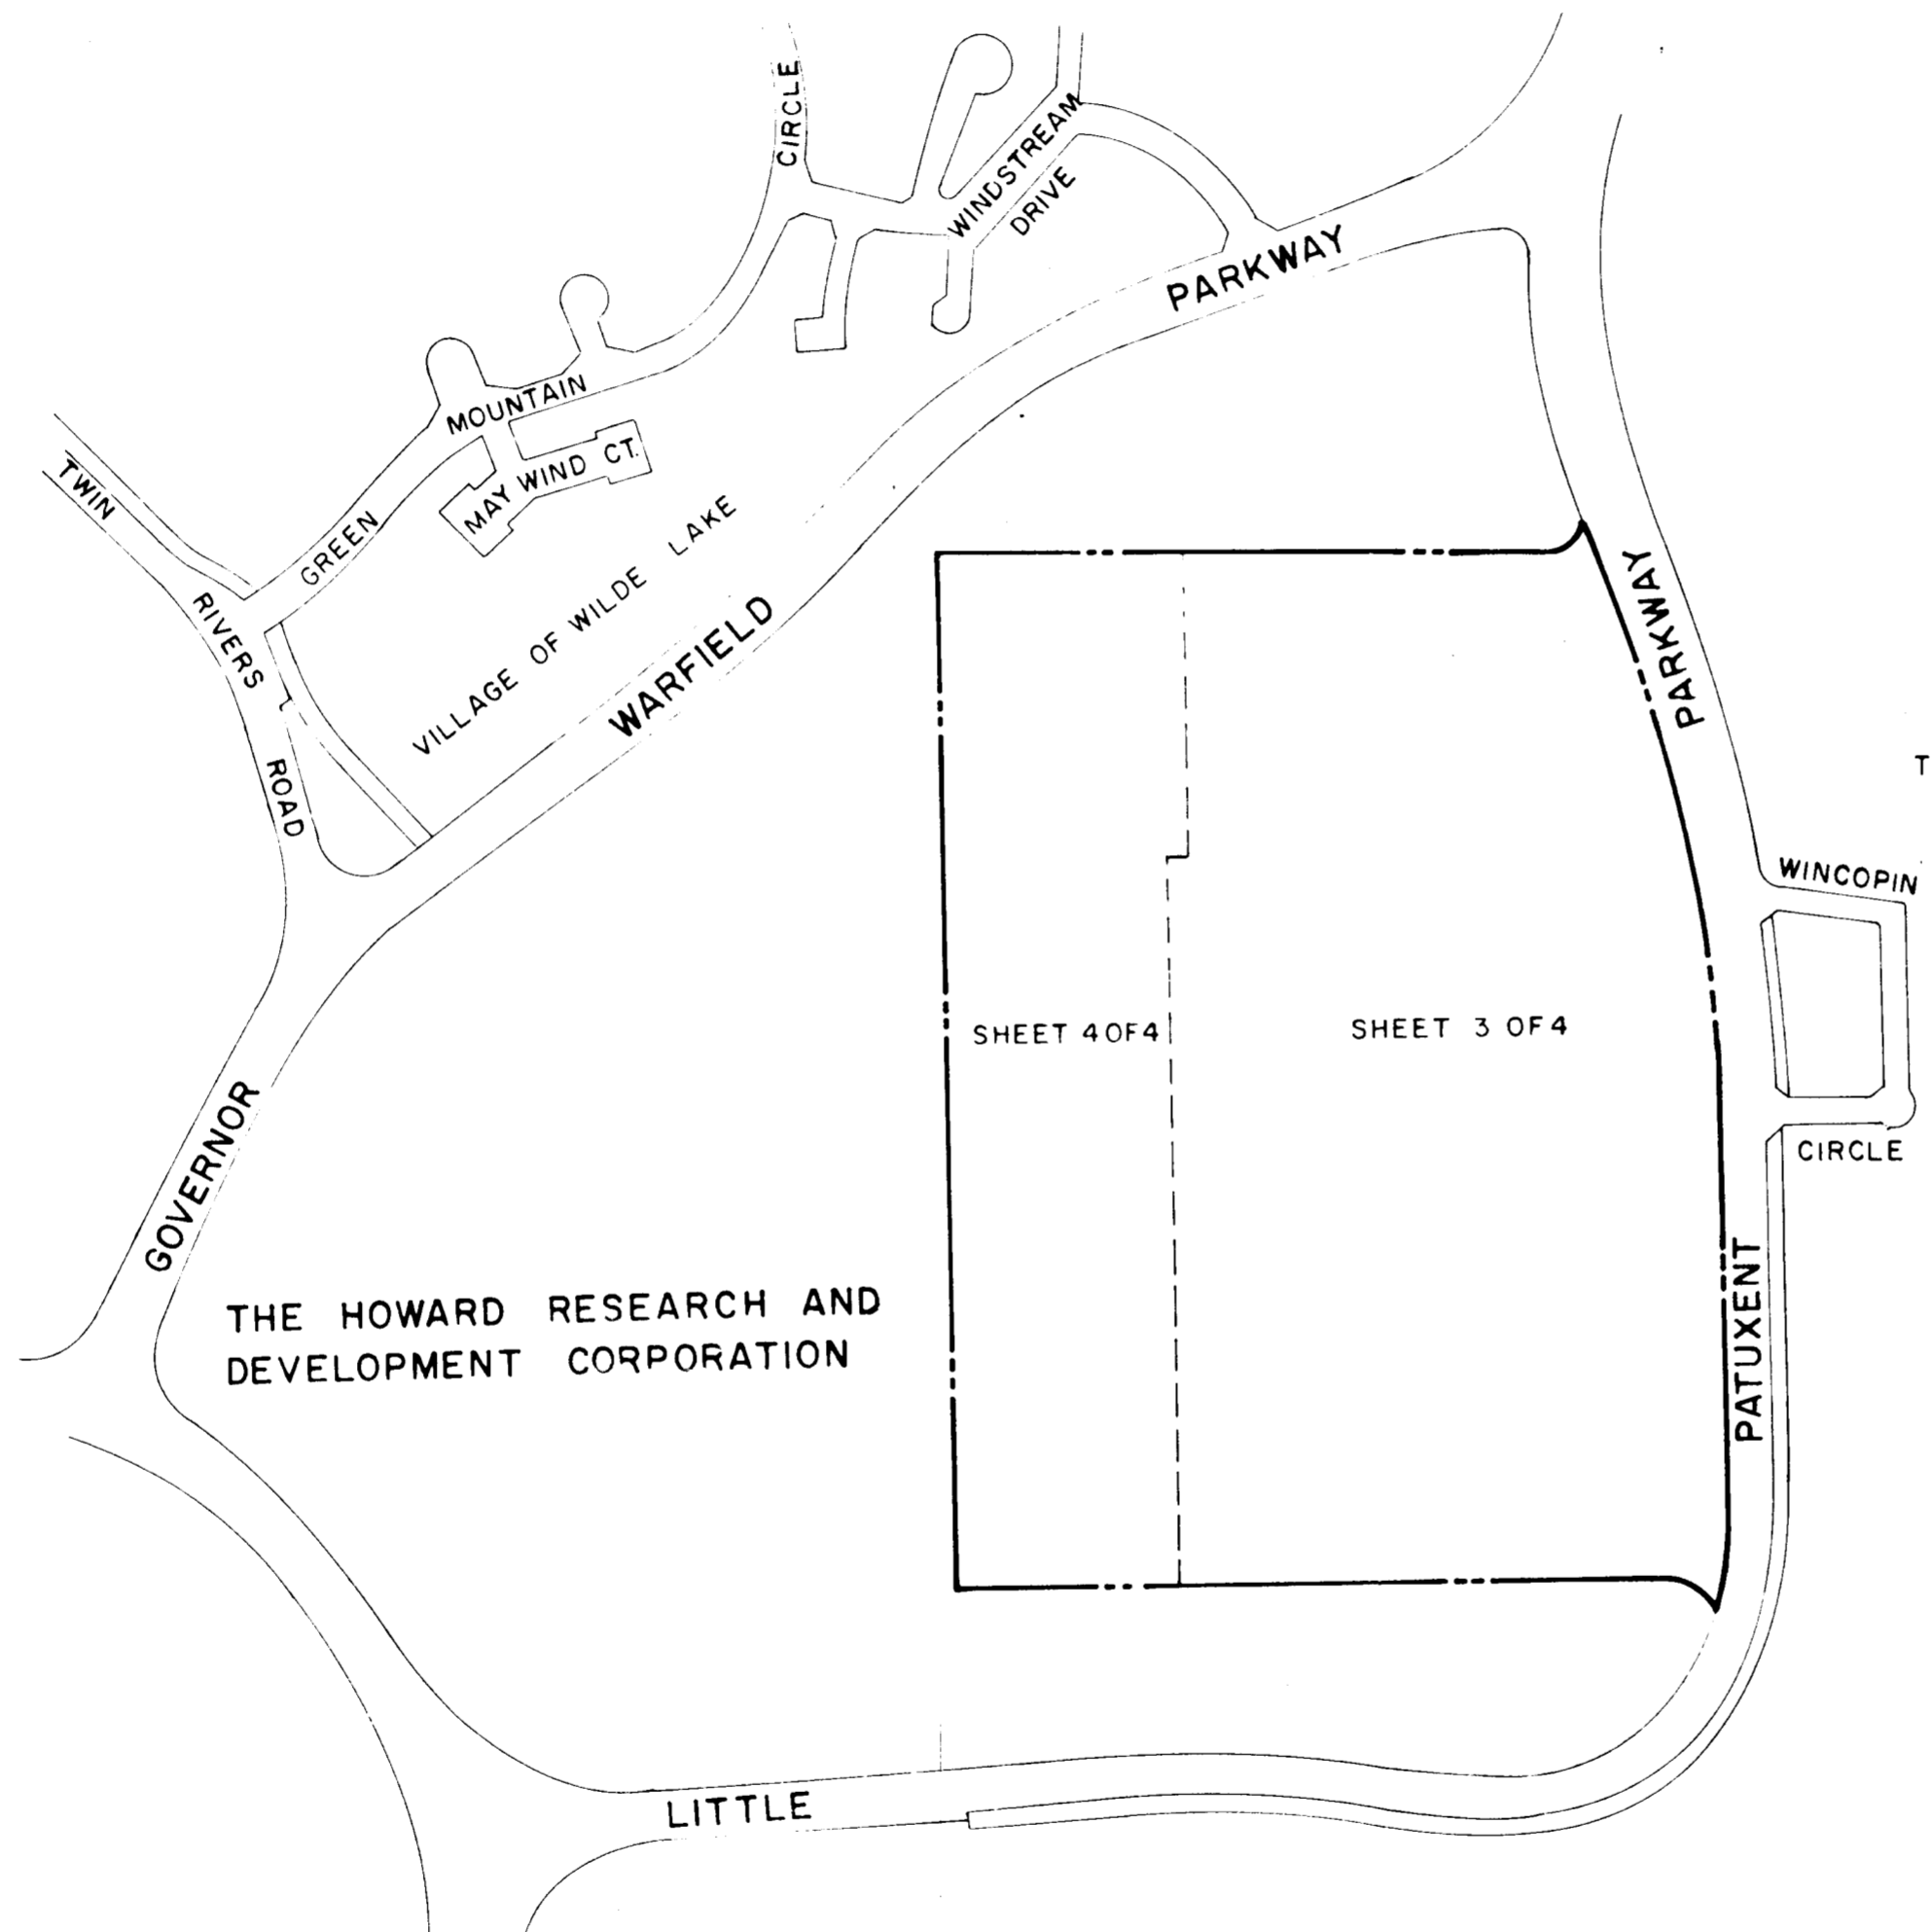 CIRCLE
WINDSTREAM
DRIVE
PARKWAY
MOUNTAIN
MAY WIND CT.
TWIN
GREEN
VILLAGE OF WILDE LAKE
RIVERS
WARFIELD
PARKWAY
ROAD
T
WINCOPIN
SHEET 4 OF 4
SHEET 3 OF 4
GOVERNOR
CIRCLE
PATUXENT
THE HOWARD RESEARCH AND
DEVELOPMENT CORPORATION
LITTLE